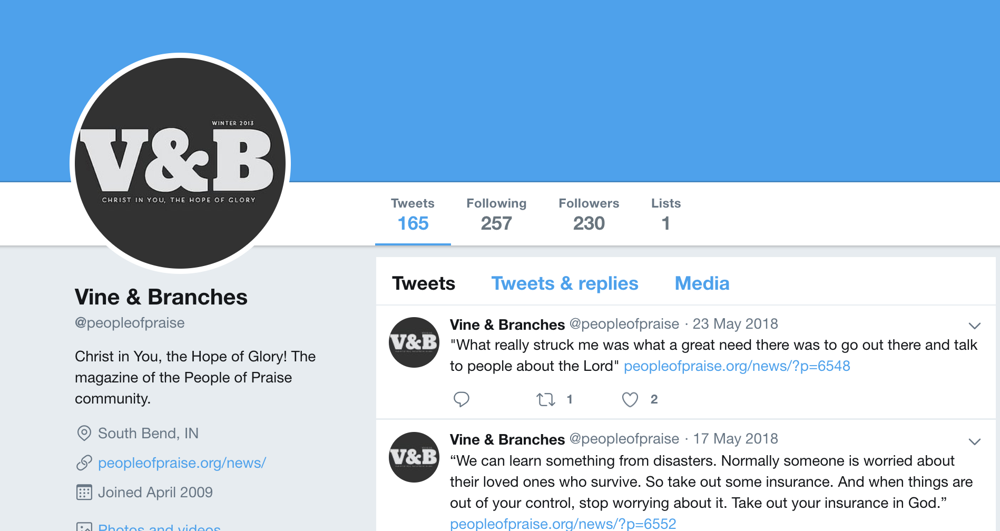 WINTER 2013
V&B
CHRIST IN YOU, THE HOPE OF GLORY
Tweets
165
Following
257
Followers
230
Lists
1
Vine & Branches
@peopleofpraise
Christ in You, the Hope of Glory! The
magazine of the People of Praise
community.
South Bend, IN
peopleofpraise.org/news/
Joined April 2009
Photos and videos
Tweets Tweets & replies Media
V&B
Vine & Branches @peopleofpraise · 23 May 2018
"What really struck me was what a great need there was to go out there and talk
to people about the Lord" peopleofpraise.org/news/?p=6548
1 2
V&B
Vine & Branches @peopleofpraise · 17 May 2018
“We can learn something from disasters. Normally someone is worried about
their loved ones who survive. So take out some insurance. And when things are
out of your control, stop worrying about it. Take out your insurance in God.”
peopleofpraise.org/news/?p=6552